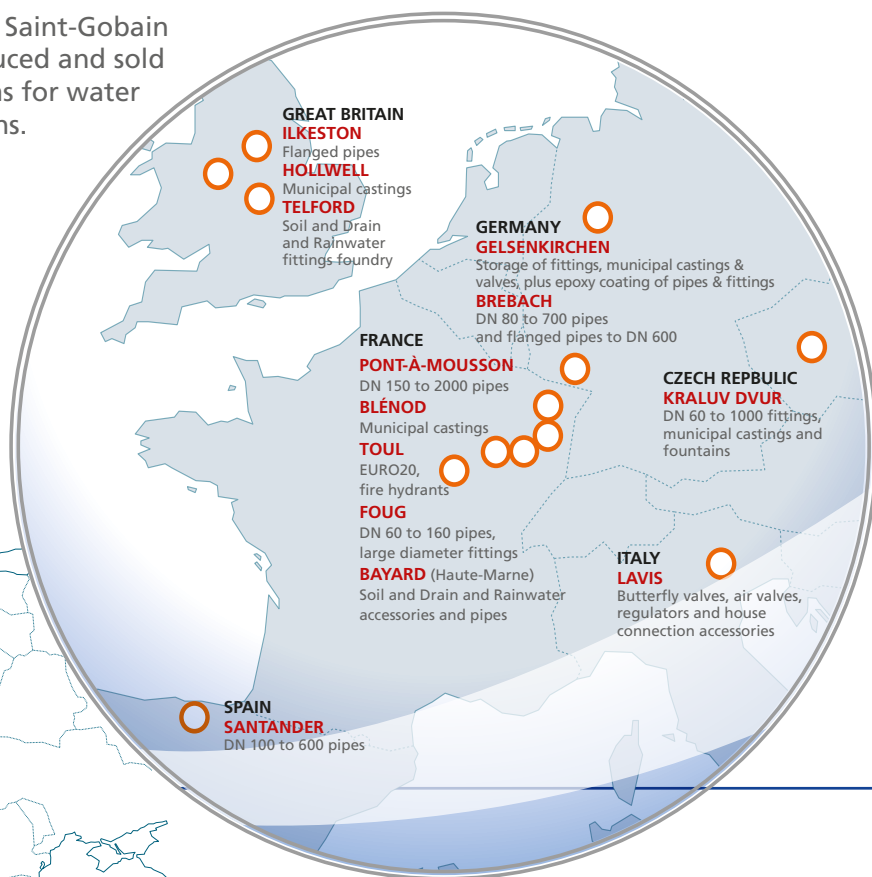 Saint-Gobain
and sold
for water
GREAT BRITAIN
ILKESTON
Flanged pipes
HOLLWELL
Municipal castings
TELFORD
Soil and Drain
and Rainwater
fittings foundry
GERMANY
GELSENKIRCHEN
Storage of fittings, municipal castings &
valves, plus epoxy coating of pipes & fittings
BREBACH
DN 80 to 700 pipes
and flanged pipes to DN 600
FRANCE
PONT-À-MOUSSON
DN 150 to 2000 pipes
BLÉNOD
Municipal castings
TOUL
EURO20,
fire hydrants
FOUG
DN 60 to 160 pipes,
large diameter fittings
BAYARD (Haute-Marne)
Soil and Drain and Rainwater
accessories and pipes
CZECH REPBULIC
KRALUV DVUR
DN 60 to 1000 fittings,
municipal castings and
fountains
ITALY
LAVIS
Butterfly valves, air valves,
regulators and house
connection accessories
SPAIN
SANTANDER
DN 100 to 600 pipes